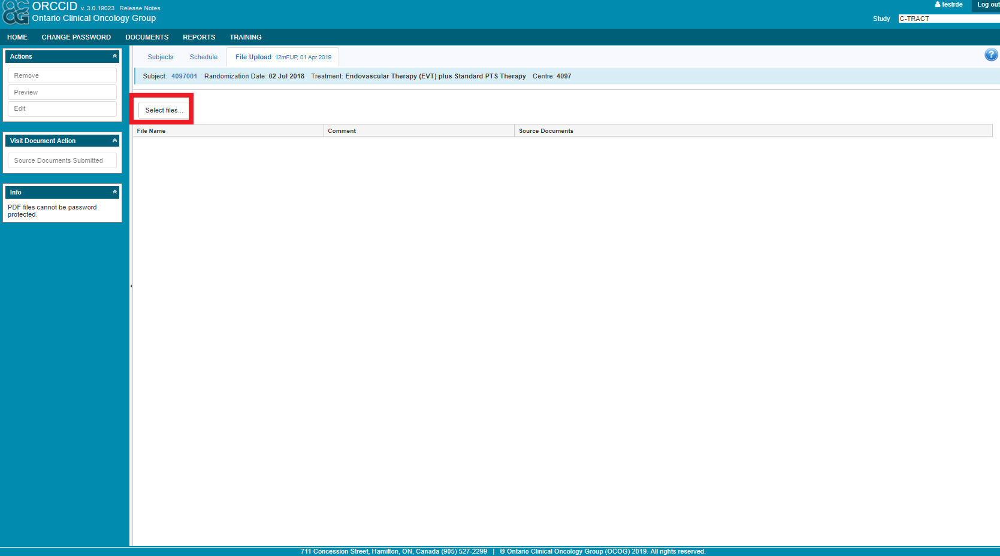 ORCCID v. 3.0.19023 Release Notes
Ontario Clinical Oncology Group
testrde
Log out
Study C-TRACT
HOME CHANGE PASSWORD DOCUMENTS REPORTS TRAINING
Actions
Remove
Preview
Edit
Visit Document Action
Source Documents Submitted
Info
PDF files cannot be password
protected.
Subjects Schedule File Upload 12mFUP, 01 Apr 2019
?
Subject: 4097001 Randomization Date: 02 Jul 2018 Treatment: Endovascular Therapy (EVT) plus Standard PTS Therapy Centre: 4097
Select files...
File Name Comment Source Documents
711 Concession Street, Hamilton, ON, Canada (905) 527-2299 | © Ontario Clinical Oncology Group (OCOG) 2019. All rights reserved.